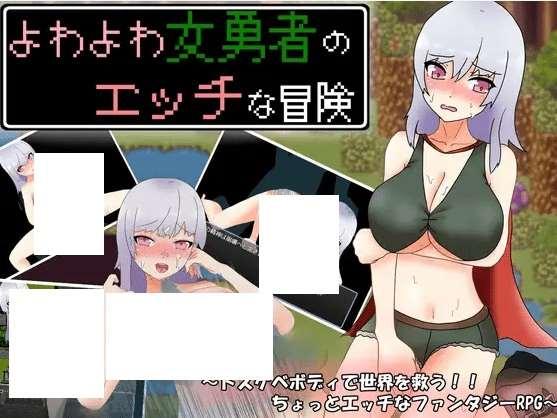 よわよわ女勇者の
エッチな冒険
～ドスケベボディで世界を救う！！
ちょっとエッチなファンタジーRPG～